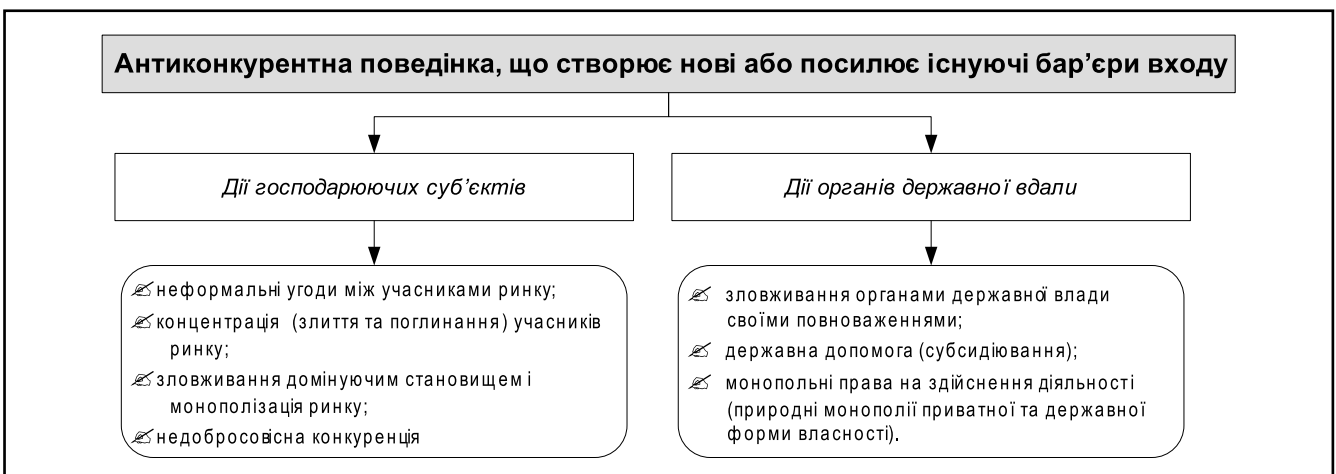 Антиконкурентна поведінка, що створює нові або посилює існуючі бар’єри входу
Дії господарюючих суб’єктів
Дії органів державної вдали
неформальні угоди між учасниками ринку;
концентрація (злиття та поглинання) учасників
ринку;
зловживання домінуючим становищем і
монополізація ринку;
недобросовісна конкуренція
зловживання органами державної влади
своїми повноваженнями;
державна допомога (субсидіювання);
монопольні права на здійснення діяльності
(природні монополії приватної та державної
форми власності).